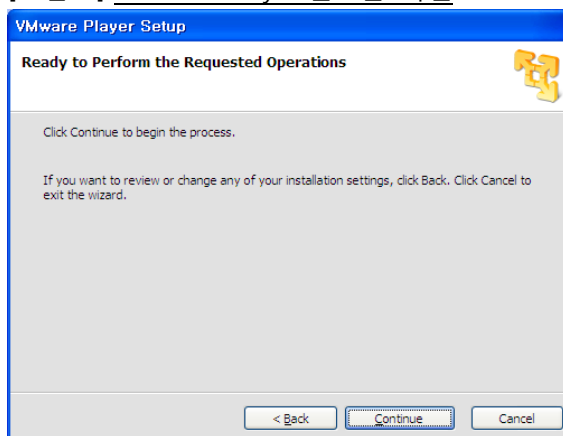 VMware Player Setup
Ready to Perform the Requested Operations
Click Continue to begin the process.
If you want to review or change any of your installation settings, click Back. Click Cancel to
exit the wizard.
< Back
Continue
Cancel